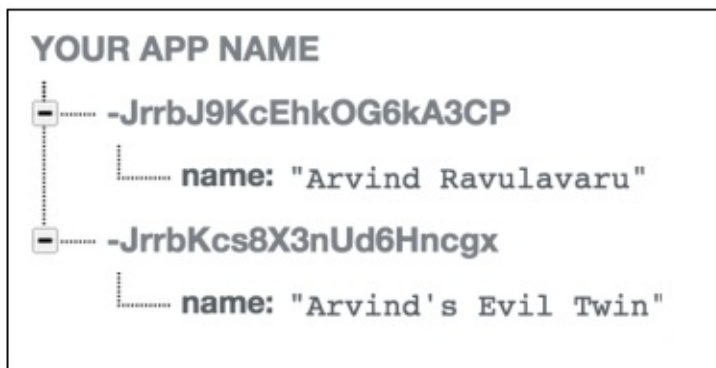 YOUR APP NAME
-JrrbJ9KcEhkOG6kA3CP
name: "Arvind Ravulavaru"
-JrrbKcs8X3nUd6Hncgx
name: "Arvind's Evil Twin"